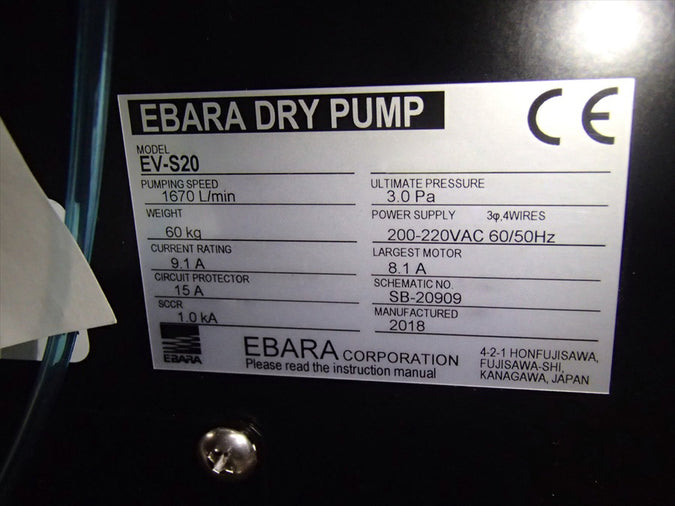 EBARA DRY PUMP
CE
MODEL
EV-S20
PUMPING SPEED
1670 L/min
ULTIMATE PRESSURE
3.0 Pa
WEIGHT
60 kg
POWER SUPPLY 3φ,4WIRES
200-220VAC 60/50Hz
CURRENT RATING
9.1 A
LARGEST MOTOR
8.1 A
CIRCUIT PROTECTOR
15 A
SCHEMATIC NO.
SB-20909
SCCR
1.0 kA
MANUFACTURED
2018
EBARA
EBARA CORPORATION
Please read the instruction manual
4-2-1 HONFUJISAWA,
FUJISAWA-SHI,
KANAGAWA, JAPAN